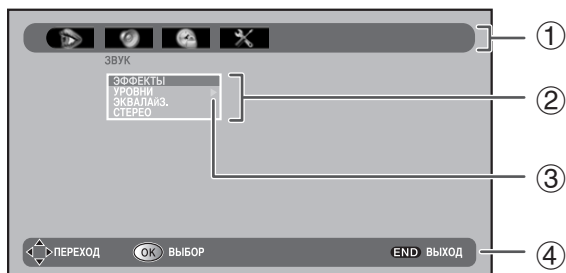 ①
ЗВУК
ЭФФЕКТЫ
УРОВНИ
ЭКВАЛАйЗ.
СТЕРЕО
②
③
ПЕРЕХОД OK ВЫБОР END ВЫХОД ④